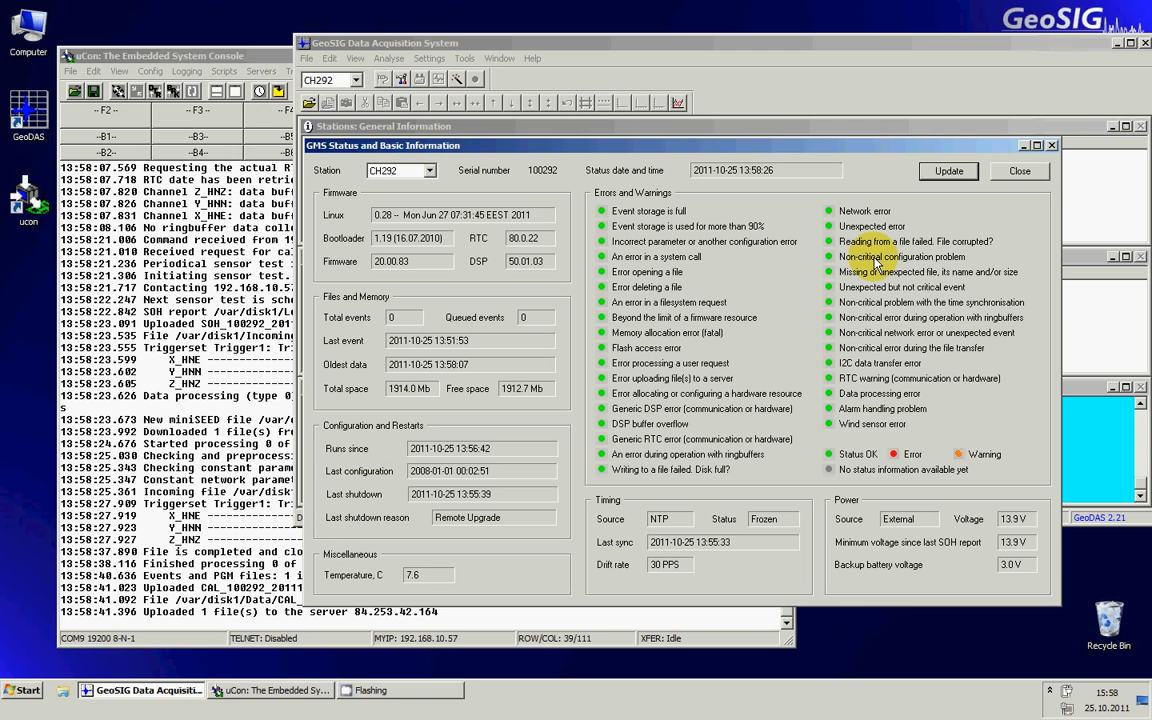 GeoSIG
Computer
GeoDAS
ucon
uCon: The Embedded System Console
File Edit View Config Logging Scripts Servers
-- F2 -- -- F3 --
--B1-- --B3--
--B2-- --B4--
13:58:07.569 Requesting the actual R
13:58:07.718 RTC date has been retri
13:58:07.820 Channel Z_HNZ: data buf
13:58:07.826 Channel Y_HNN: data buf
13:58:07.831 Channel X_HNE: data buf
13:58:08.106 No ringbuffer data colle
13:58:21.006 Command received from 19
13:58:21.010 Received request for cal
13:58:21.236 Periodical sensor test i
13:58:21.306 Initiating sensor test.
13:58:21.717 Contacting 192.168.10.57
13:58:22.247 Next sensor test is sche
13:58:22.842 SOH report /var/disk1/Lo
13:58:23.091 Uploaded SOH_100292_2011
13:58:23.535 File /var/disk1/Incoming
13:58:23.555 Triggerset Trigger1: Tri
13:58:23.599 X_HNE
13:58:23.602 Y_HNN
13:58:23.605 Z_HNZ
13:58:23.626 Data processing (type 0)
s
13:58:23.673 New miniSEED file /var/d
13:58:23.992 Downloaded 1 file(s) fro
13:58:24.676 Started processing 0 of
13:58:25.030 Checking and preprocessi
13:58:25.343 Checking constant parame
13:58:25.347 Constant network paramet
13:58:25.361 Incoming file /var/disk1
13:58:27.909 Triggerset Trigger1: Tri
13:58:27.919 X_HNE
13:58:27.923 Y_HNN
13:58:27.927 Z_HNZ
13:58:37.890 File is completed and clo
13:58:38.116 Finished processing 0 of
13:58:40.636 Events and PGM files: 1 i
13:58:41.023 Uploaded CAL_100292_2011
13:58:41.092 File /var/disk1/Data/CAL
13:58:41.396 Uploaded 1 file(s) to the server 84.253.42.164
COM9 19200 8-N-1 TELNET: Disabled MYIP: 192.168.10.57 ROW/COL: 39/111 XFER: Idle
GeoSIG Data Acquisition System
File Edit View Analyse Settings Tools Window Help
CH292
Stations: General Information
GMS Status and Basic Information
Station CH292 Serial number 100292 Status date and time 2011-10-25 13:58:26 Update Close
Firmware
Linux 0.28 -- Mon Jun 27 07:31:45 EEST 2011
Bootloader 1.19 (16.07.2010) RTC 80.0.22
Firmware 20.00.83 DSP 50.01.03
Files and Memory
Total events 0 Queued events 0
Last event 2011-10-25 13:51:53
Oldest data 2011-10-25 13:58:07
Total space 1914.0 Mb Free space 1912.7 Mb
Configuration and Restarts
Runs since 2011-10-25 13:56:42
Last configuration 2008-01-01 00:02:51
Last shutdown 2011-10-25 13:55:39
Last shutdown reason Remote Upgrade
Miscellaneous
Temperature, C 7.6
Errors and Warnings
Event storage is full
Event storage is used for more than 90%
Incorrect parameter or another configuration error
An error in a system call
Error opening a file
Error deleting a file
An error in a filesystem request
Beyond the limit of a firmware resource
Memory allocation error (fatal)
Flash access error
Error processing a user request
Error uploading file(s) to a server
Error allocating or configuring a hardware resource
Generic DSP error (communication or hardware)
DSP buffer overflow
Generic RTC error (communication or hardware)
An error during operation with ringbuffers
Writing to a file failed. Disk full?
Network error
Unexpected error
Reading from a file failed. File corrupted?
Non-critical configuration problem
Missing or unexpected file, its name and/or size
Unexpected but not critical event
Non-critical problem with the time synchronisation
Non-critical error during operation with ringbuffers
Non-critical network error or unexpected event
Non-critical error during the file transfer
I2C data transfer error
RTC warning (communication or hardware)
Data processing error
Alarm handling problem
Wind sensor error
Status OK Error Warning
No status information available yet
Timing
Source NTP Status Frozen
Last sync 2011-10-25 13:55:33
Drift rate 30 PPS
Power
Source External Voltage 13.9 V
Minimum voltage since last SOH report 13.9 V
Backup battery voltage 3.0 V
GeoDAS 2.21
Recycle Bin
Start GeoSIG Data Acquisiti... uCon: The Embedded Sy... Flashing
15:58
25.10.2011